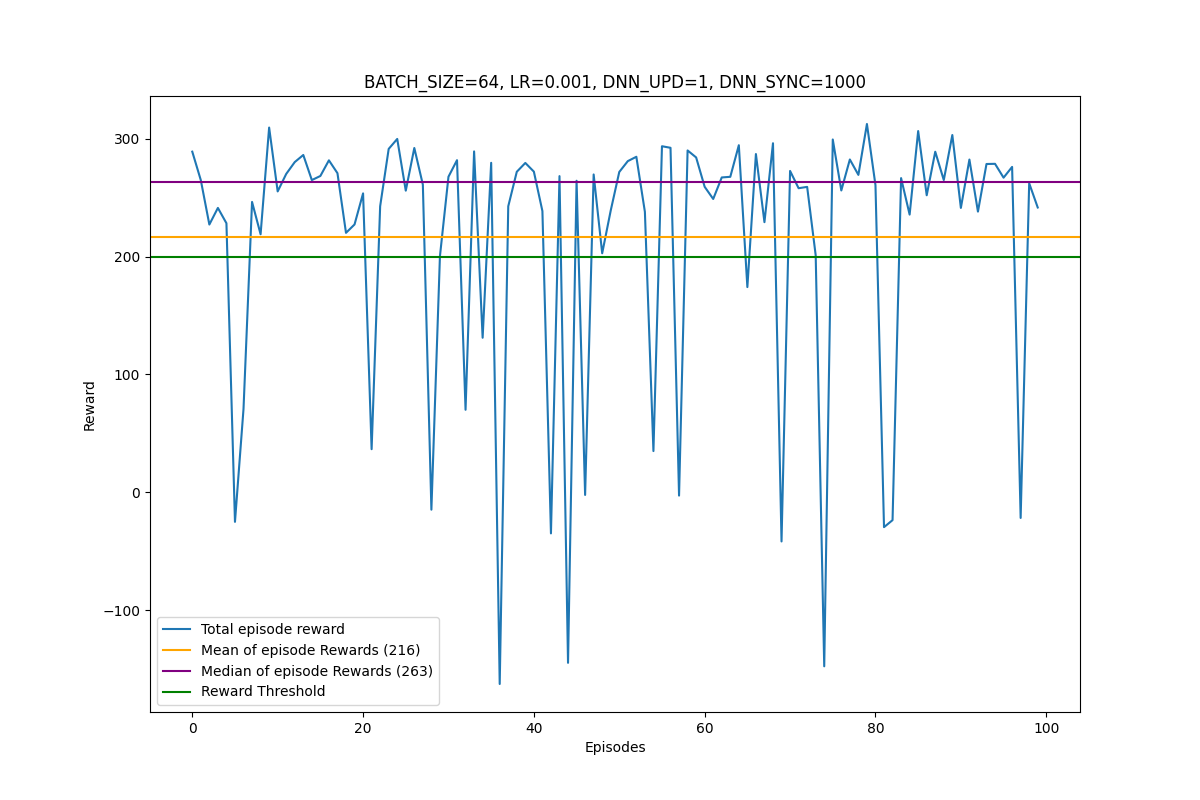 BATCH_SIZE=64, LR=0.001, DNN_UPD=1, DNN_SYNC=1000
300
200
100
0
−100
Reward
Total episode reward
Mean of episode Rewards (216)
Median of episode Rewards (263)
Reward Threshold
0 20 40 60 80 100
Episodes